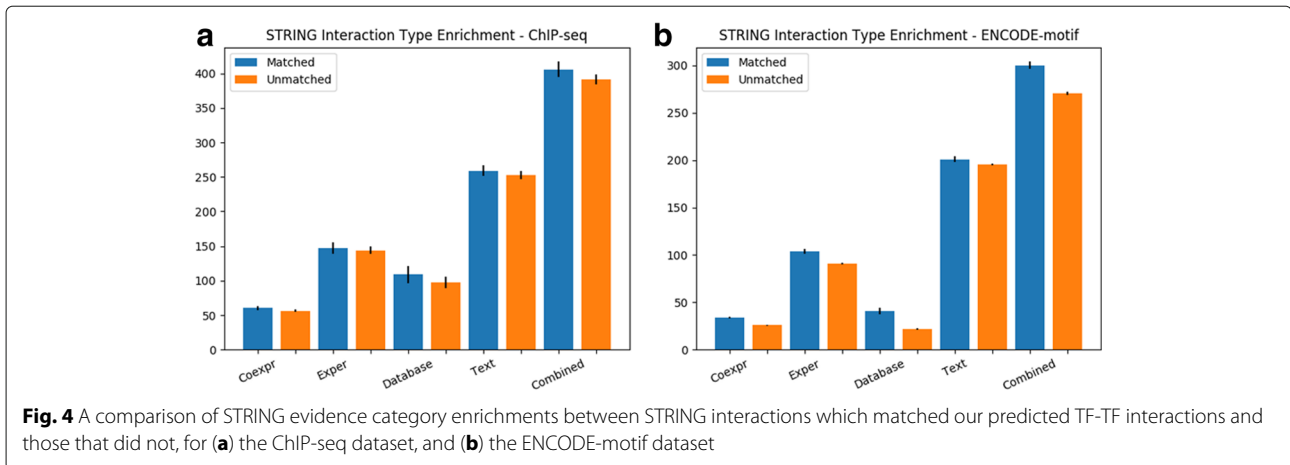 a
STRING Interaction Type Enrichment - ChIP-seq
Matched
Unmatched
400
350
300
250
200
150
100
50
0
Coexpr
Exper
Database
Text
Combined
b
STRING Interaction Type Enrichment - ENCODE-motif
Matched
Unmatched
300
250
200
150
100
50
0
Coexpr
Exper
Database
Text
Combined
Fig. 4 A comparison of STRING evidence category enrichments between STRING interactions which matched our predicted TF-TF interactions and
those that did not, for (a) the ChIP-seq dataset, and (b) the ENCODE-motif dataset